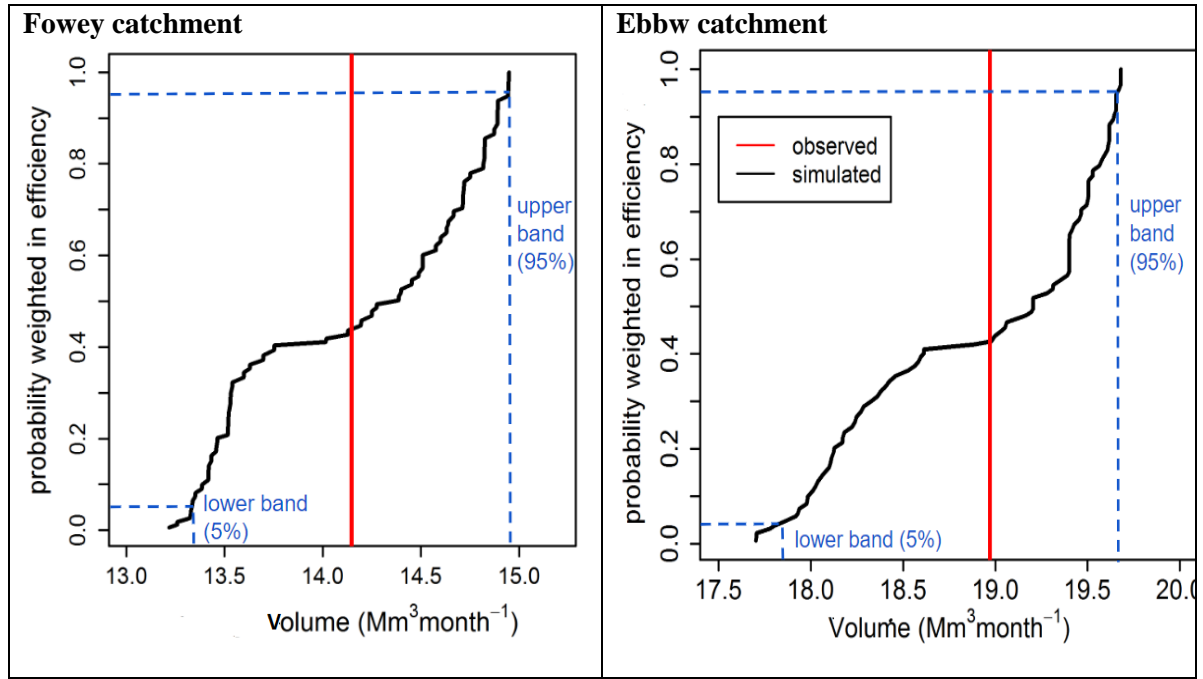 Fowey catchment
probability weighted in efficiency
1.0
0.8
0.6
0.4
0.2
0.0
upper
band
(95%)
lower band
(5%)
13.0 13.5 14.0 14.5 15.0
Volume (Mm³month⁻¹)
Ebbw catchment
probability weighted in efficiency
1.0
0.8
0.6
0.4
0.2
0.0
observed
simulated
upper
band
(95%)
lower band (5%)
17.5 18.0 18.5 19.0 19.5 20.0
Volume (Mm³month⁻¹)